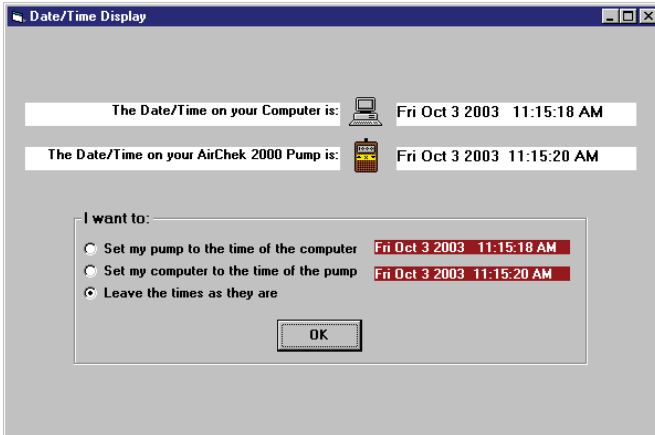 Date/Time Display
The Date/Time on your Computer is: Fri Oct 3 2003 11:15:18 AM
The Date/Time on your AirChek 2000 Pump is: Fri Oct 3 2003 11:15:20 AM
I want to:
Set my pump to the time of the computer Fri Oct 3 2003 11:15:18 AM
Set my computer to the time of the pump Fri Oct 3 2003 11:15:20 AM
Leave the times as they are
OK